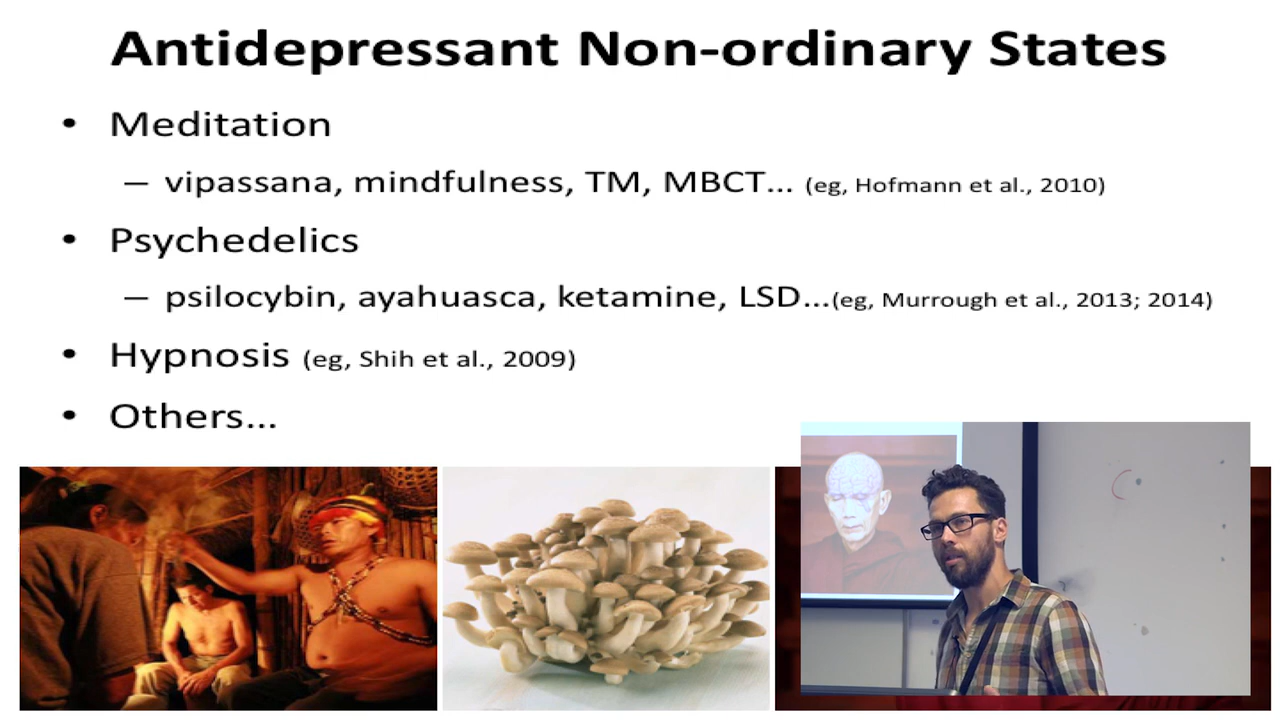 Antidepressant Non-ordinary States
• Meditation
– vipassana, mindfulness, TM, MBCT... (eg, Hofmann et al., 2010)
• Psychedelics
– psilocybin, ayahuasca, ketamine, LSD...(eg, Murrough et al., 2013; 2014)
• Hypnosis (eg, Shih et al., 2009)
• Others...